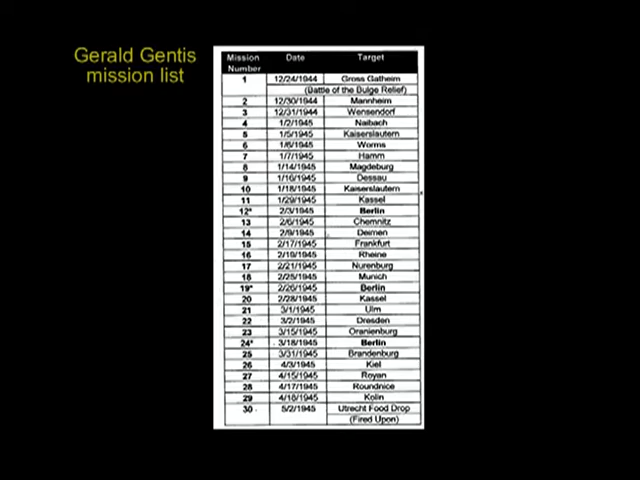 Gerald Gentis
mission list
Mission Number Date Target
1 12/24/1944 Gross Gatheim
(Battle of the Bulge Relief)
2 12/30/1944 Mannheim
3 12/31/1944 Wensendorf
4 1/2/1945 Naibach
5 1/5/1945 Kaiserslautern
6 1/6/1945 Worms
7 1/7/1945 Hamm
8 1/14/1945 Magdeburg
9 1/16/1945 Dessau
10 1/18/1945 Kaiserslautern
11 1/29/1945 Kassel
12* 2/3/1945 Berlin
13 2/6/1945 Chemnitz
14 2/9/1945 Deimen
15 2/17/1945 Frankfurt
16 2/19/1945 Rheine
17 2/21/1945 Nurenburg
18 2/25/1945 Munich
19* 2/26/1945 Berlin
20 2/28/1945 Kassel
21 3/1/1945 Ulm
22 3/2/1945 Dresden
23 3/15/1945 Oranienburg
24* 3/18/1945 Berlin
25 3/31/1945 Brandenburg
26 4/3/1945 Kiel
27 4/15/1945 Royan
28 4/17/1945 Roundnice
29 4/18/1945 Kolin
30 5/2/1945 Utrecht Food Drop
(Fired Upon)